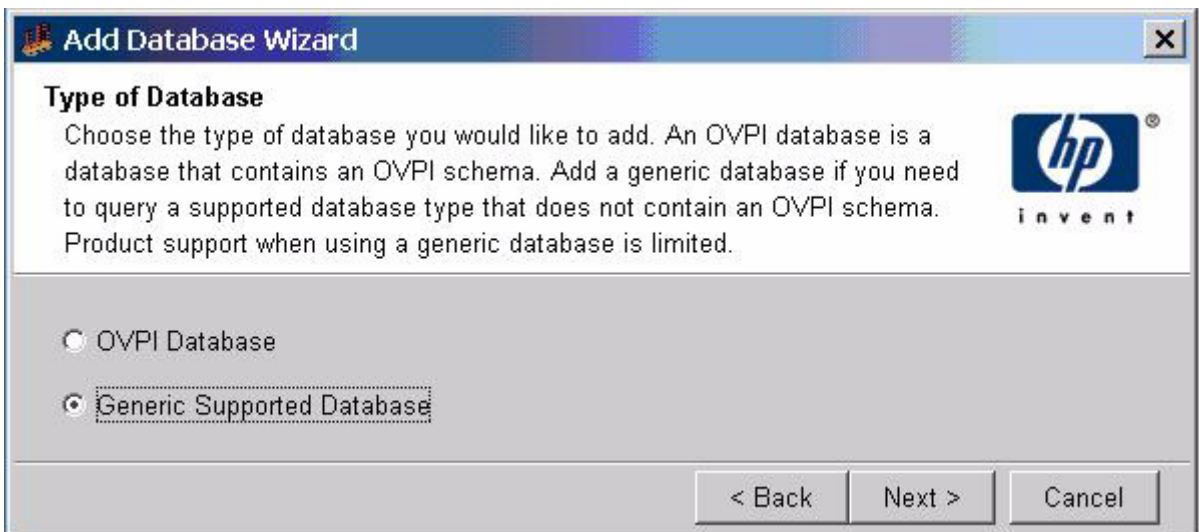 Add Database Wizard
Type of Database
Choose the type of database you would like to add. An OVPI database is a
database that contains an OVPI schema. Add a generic database if you need
to query a supported database type that does not contain an OVPI schema.
Product support when using a generic database is limited.
hp ®
invent
OVPI Database
Generic Supported Database
< Back
Next >
Cancel